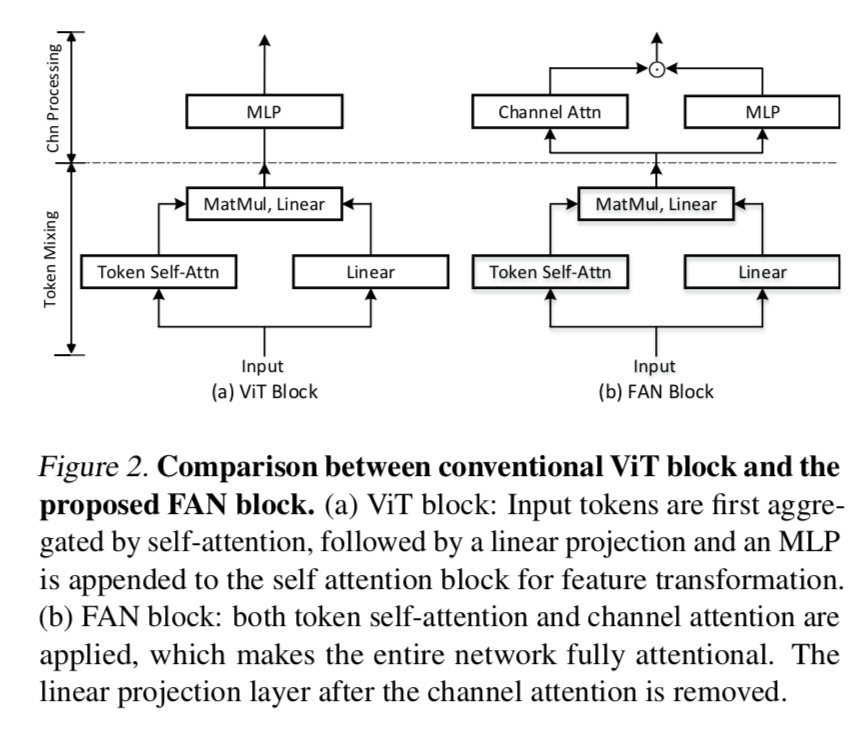 Chn Processing
Token Mixing
MLP
MatMul, Linear
Token Self-Attn
Linear
Input
(a) ViT Block
Channel Attn
MLP
MatMul, Linear
Token Self-Attn
Linear
Input
(b) FAN Block
Figure 2. Comparison between conventional ViT block and the
proposed FAN block. (a) ViT block: Input tokens are first aggre-
gated by self-attention, followed by a linear projection and an MLP
is appended to the self attention block for feature transformation.
(b) FAN block: both token self-attention and channel attention are
applied, which makes the entire network fully attentional. The
linear projection layer after the channel attention is removed.